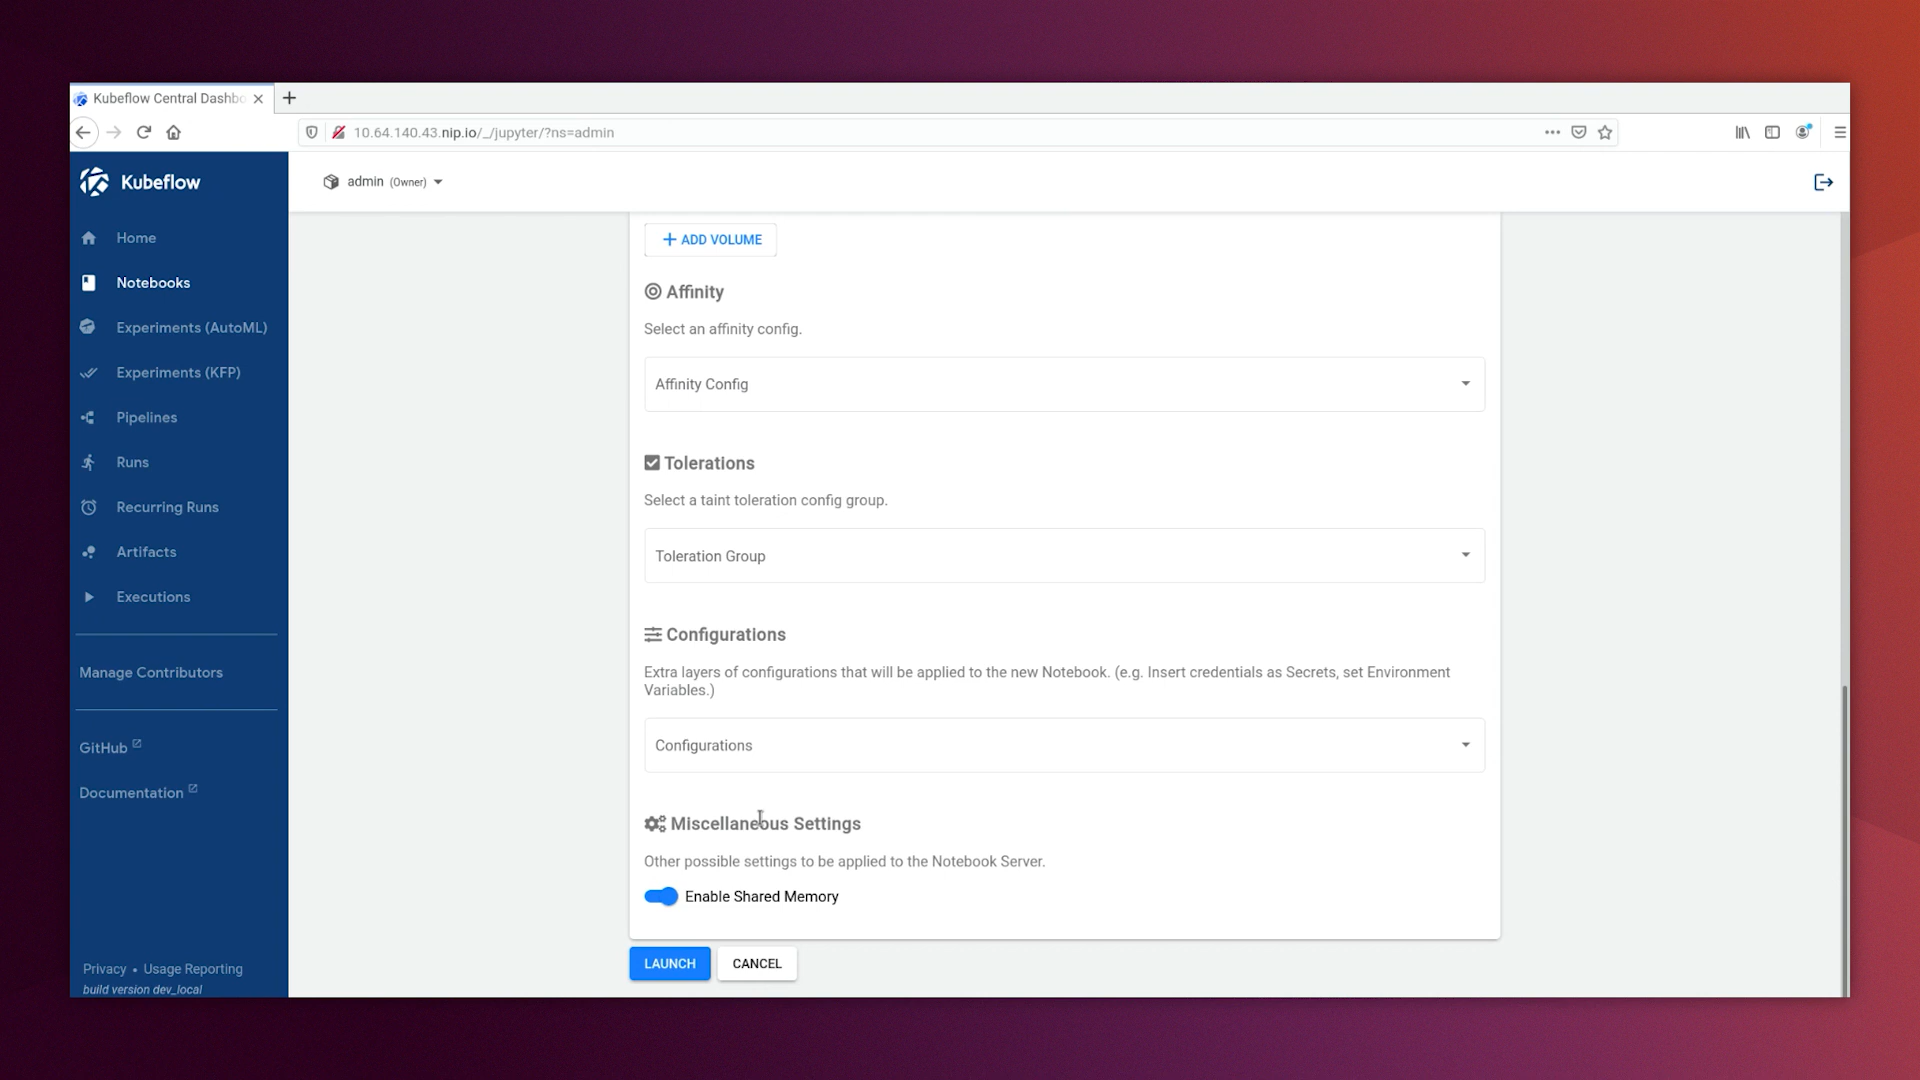 Kubeflow Central Dashbo
10.64.140.43.nip.io/_/jupyter/?ns=admin
Kubeflow
admin (Owner)
Home
Notebooks
Experiments (AutoML)
Experiments (KFP)
Pipelines
Runs
Recurring Runs
Artifacts
Executions
Manage Contributors
GitHub
Documentation
Privacy • Usage Reporting
build version dev_local
+ ADD VOLUME
Affinity
Select an affinity config.
Affinity Config
Tolerations
Select a taint toleration config group.
Toleration Group
Configurations
Extra layers of configurations that will be applied to the new Notebook. (e.g. Insert credentials as Secrets, set Environment
Variables.)
Configurations
Miscellaneous Settings
Other possible settings to be applied to the Notebook Server.
Enable Shared Memory
LAUNCH
CANCEL